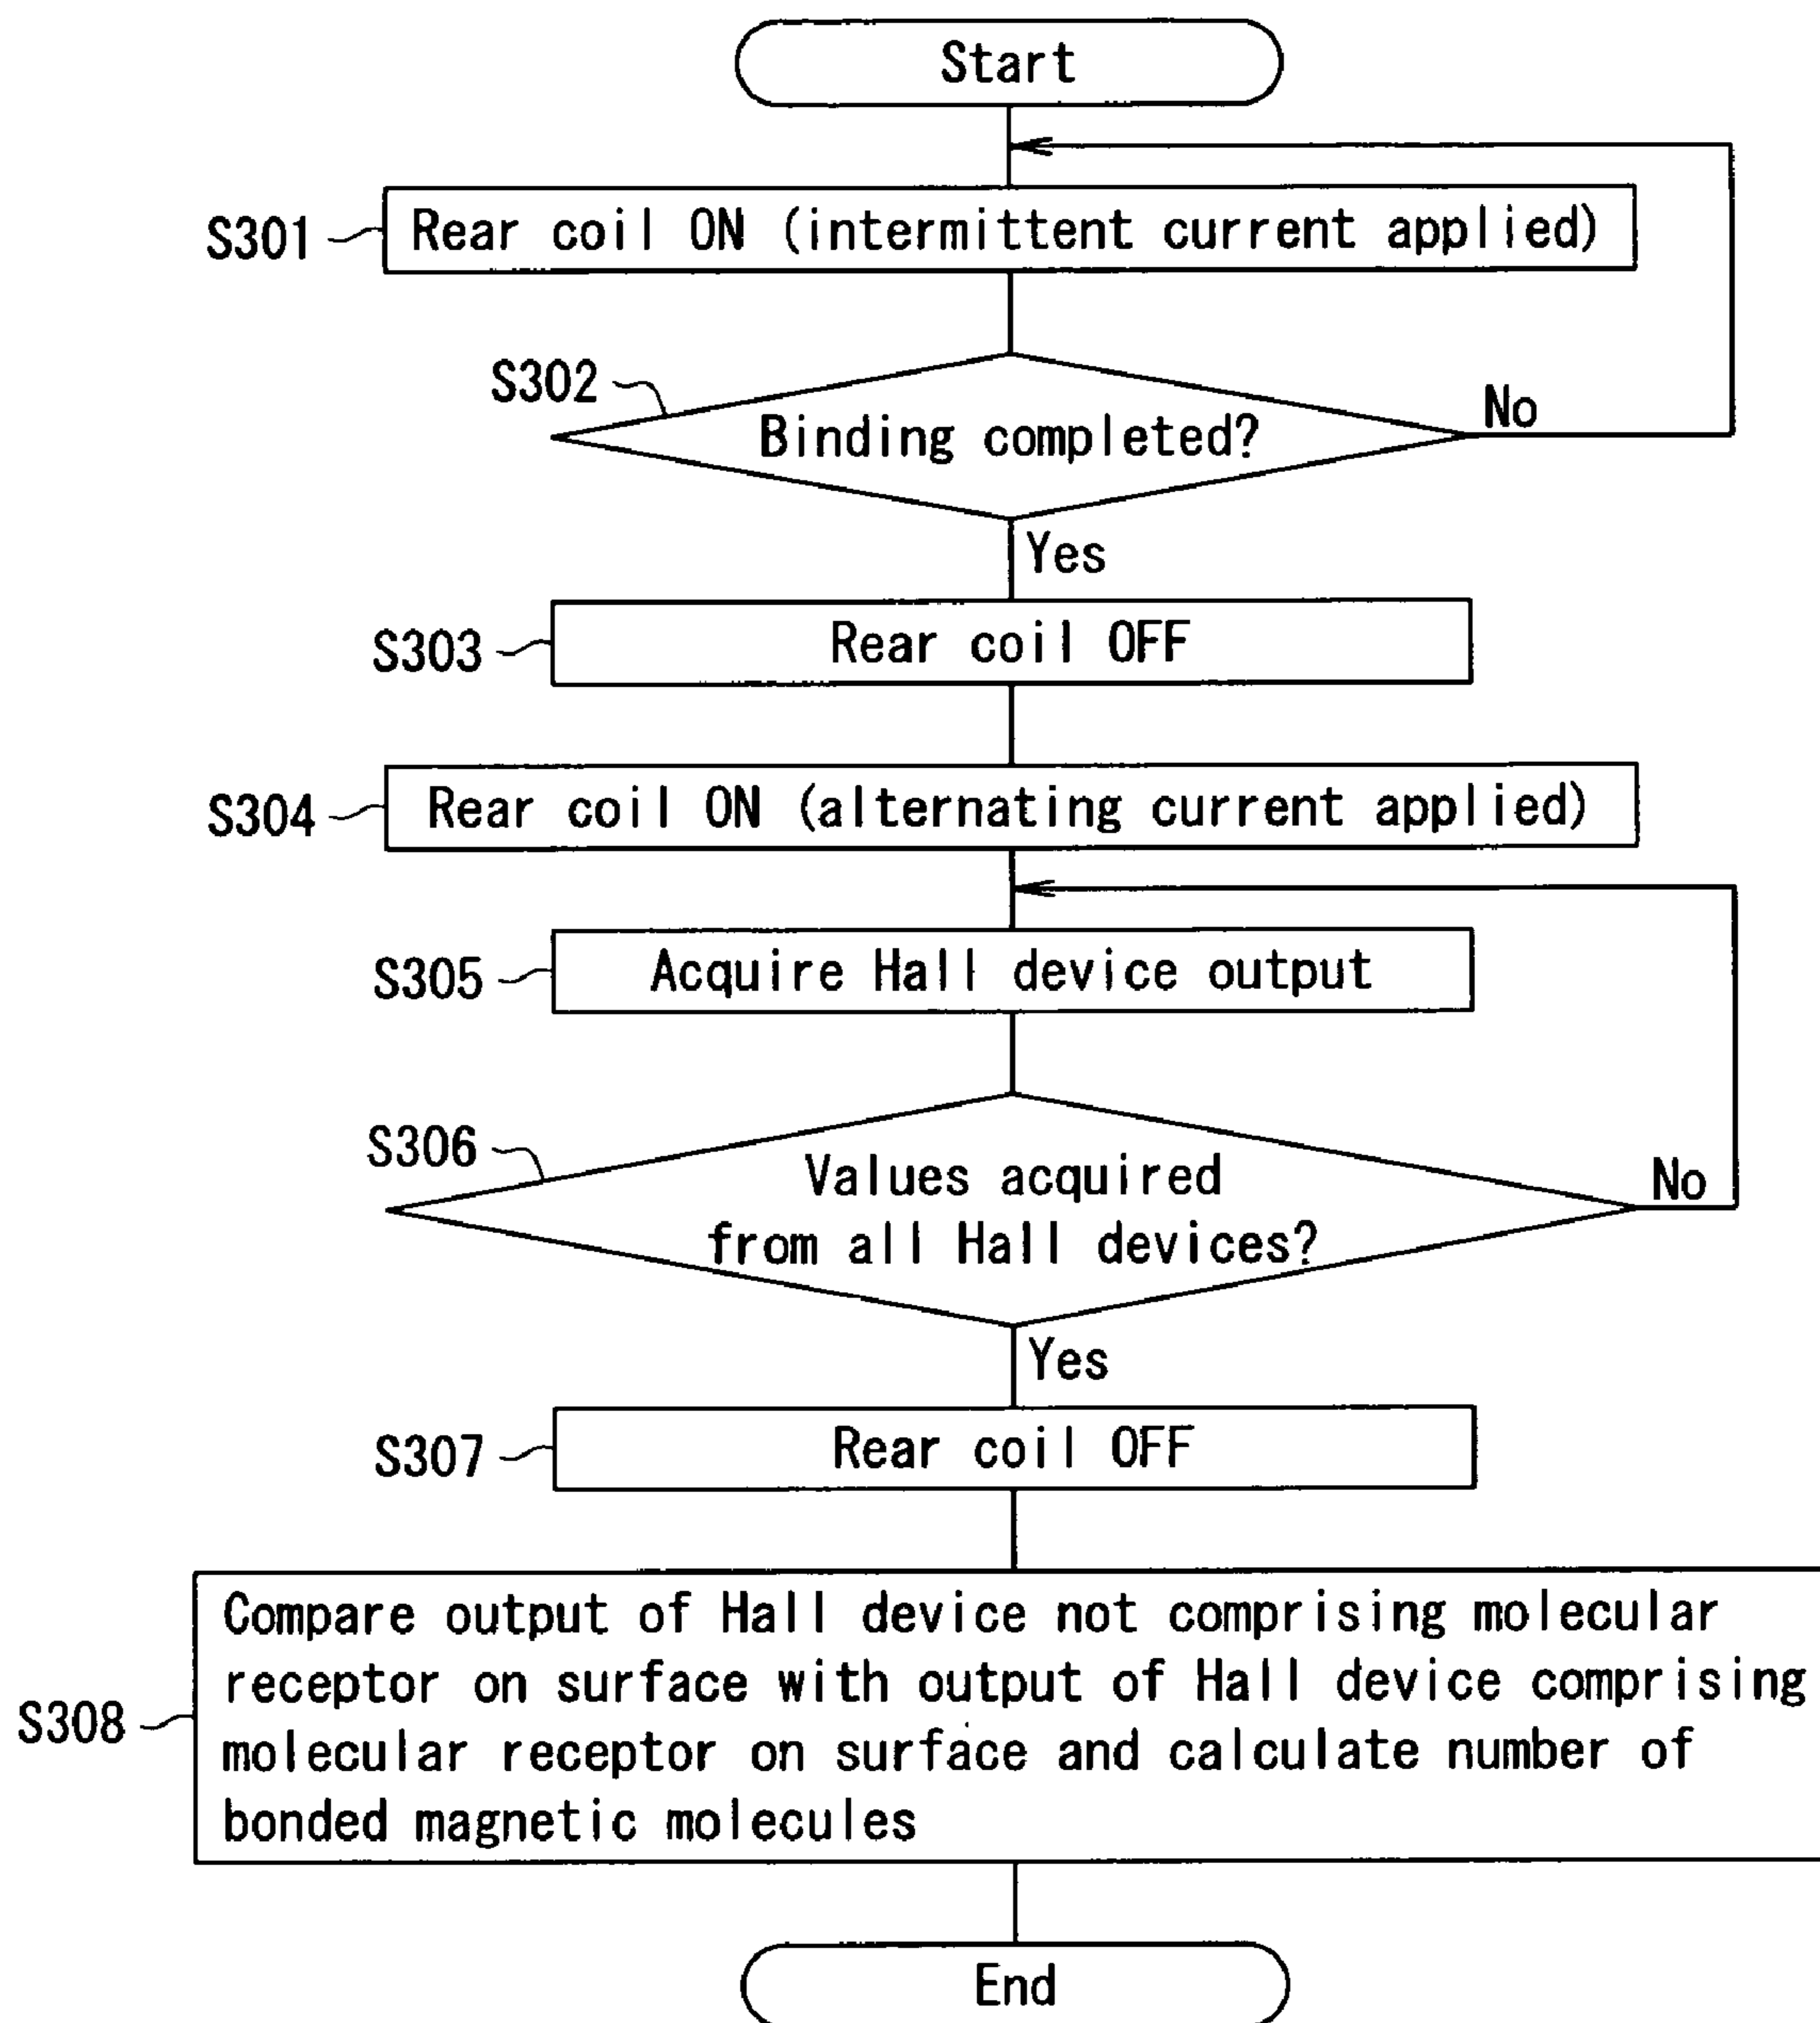 Start
S301
Rear coil ON (intermittent current applied)
S302
Binding completed?
No
Yes
S303
Rear coil OFF
S304
Rear coil ON (alternating current applied)
S305
Acquire Hall device output
S306
Values acquired
from all Hall devices?
No
Yes
S307
Rear coil OFF
S308
Compare output of Hall device not comprising molecular
receptor on surface with output of Hall device comprising
molecular receptor on surface and calculate number of
bonded magnetic molecules
End